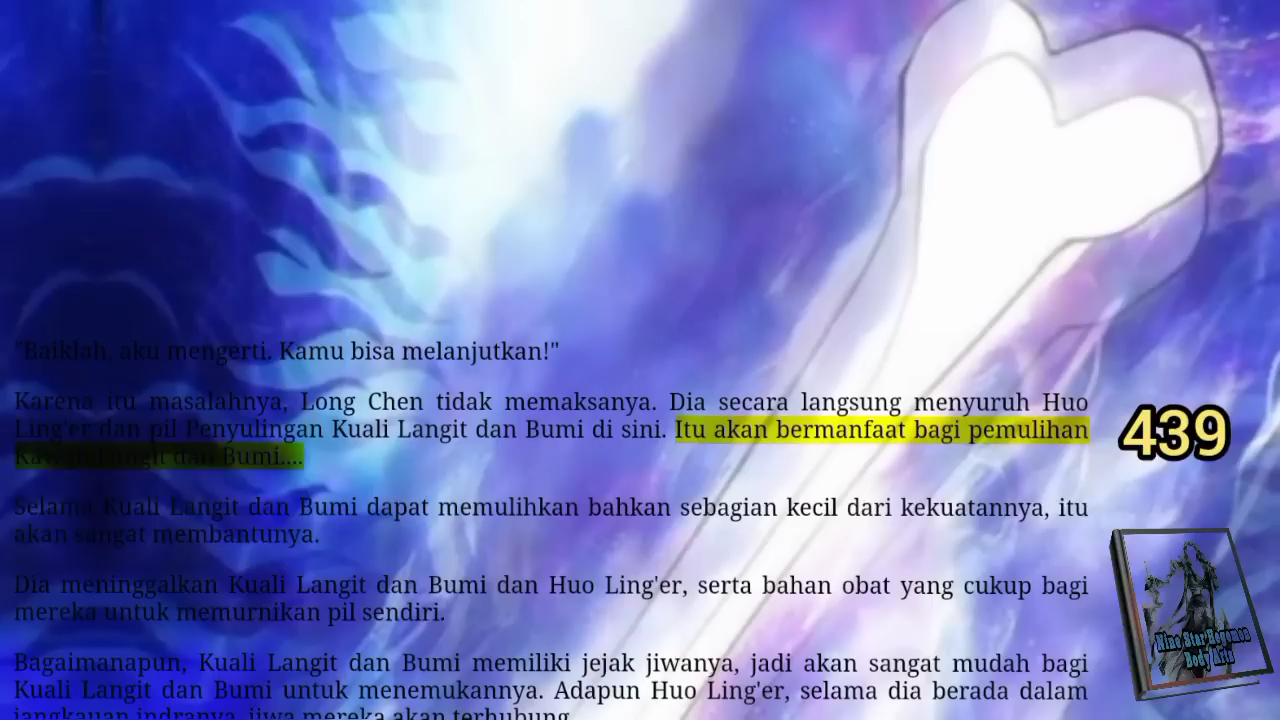 "Baiklah, aku mengerti. Kamu bisa melanjutkan!"
Karena itu masalahnya, Long Chen tidak memaksanya. Dia secara langsung menyuruh Huo
Ling'er dan pil Penyulingan Kuali Langit dan Bumi di sini. Itu akan bermanfaat bagi pemulihan
Langit dan Bumi....
439
Selama Kuali Langit dan Bumi dapat memulihkan bahkan sebagian kecil dari kekuatannya, itu
akan sangat membantunya.
Dia meninggalkan Kuali Langit dan Bumi dan Huo Ling'er, serta bahan obat yang cukup bagi
mereka untuk memurnikan pil sendiri.
Bagaimanapun, Kuali Langit dan Bumi memiliki jejak jiwanya, jadi akan sangat mudah bagi
Kuali Langit dan Bumi untuk menemukannya. Adapun Huo Ling'er, selama dia berada dalam
jangkauan indranya, jiwa mereka akan terhubung.
Nine Star Hegemon
Body Arts